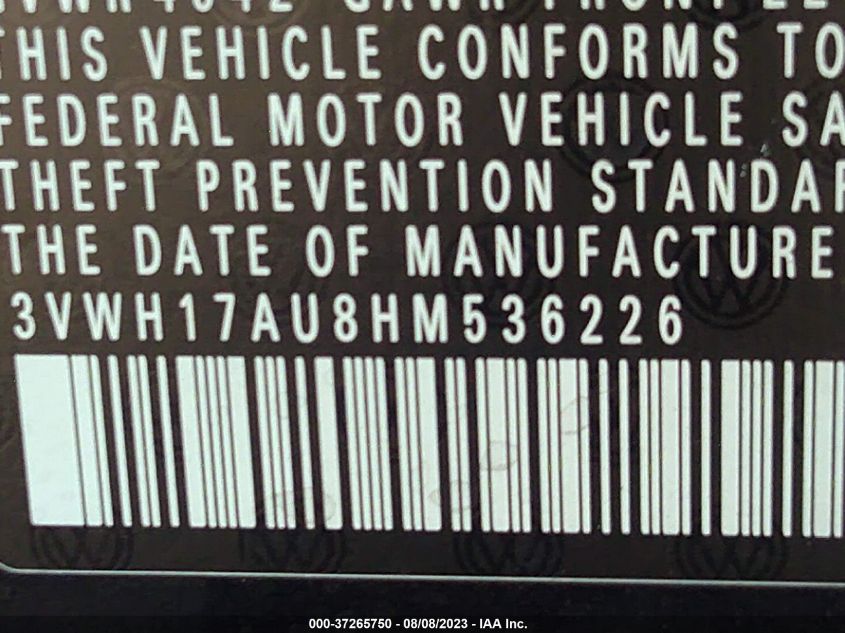 THIS VEHICLE CONFORMS TO
FEDERAL MOTOR VEHICLE SA
THEFT PREVENTION STANDAR
THE DATE OF MANUFACTURE
3VWH17AU8HM536226
000-37265750 - 08/08/2023 - IAA Inc.